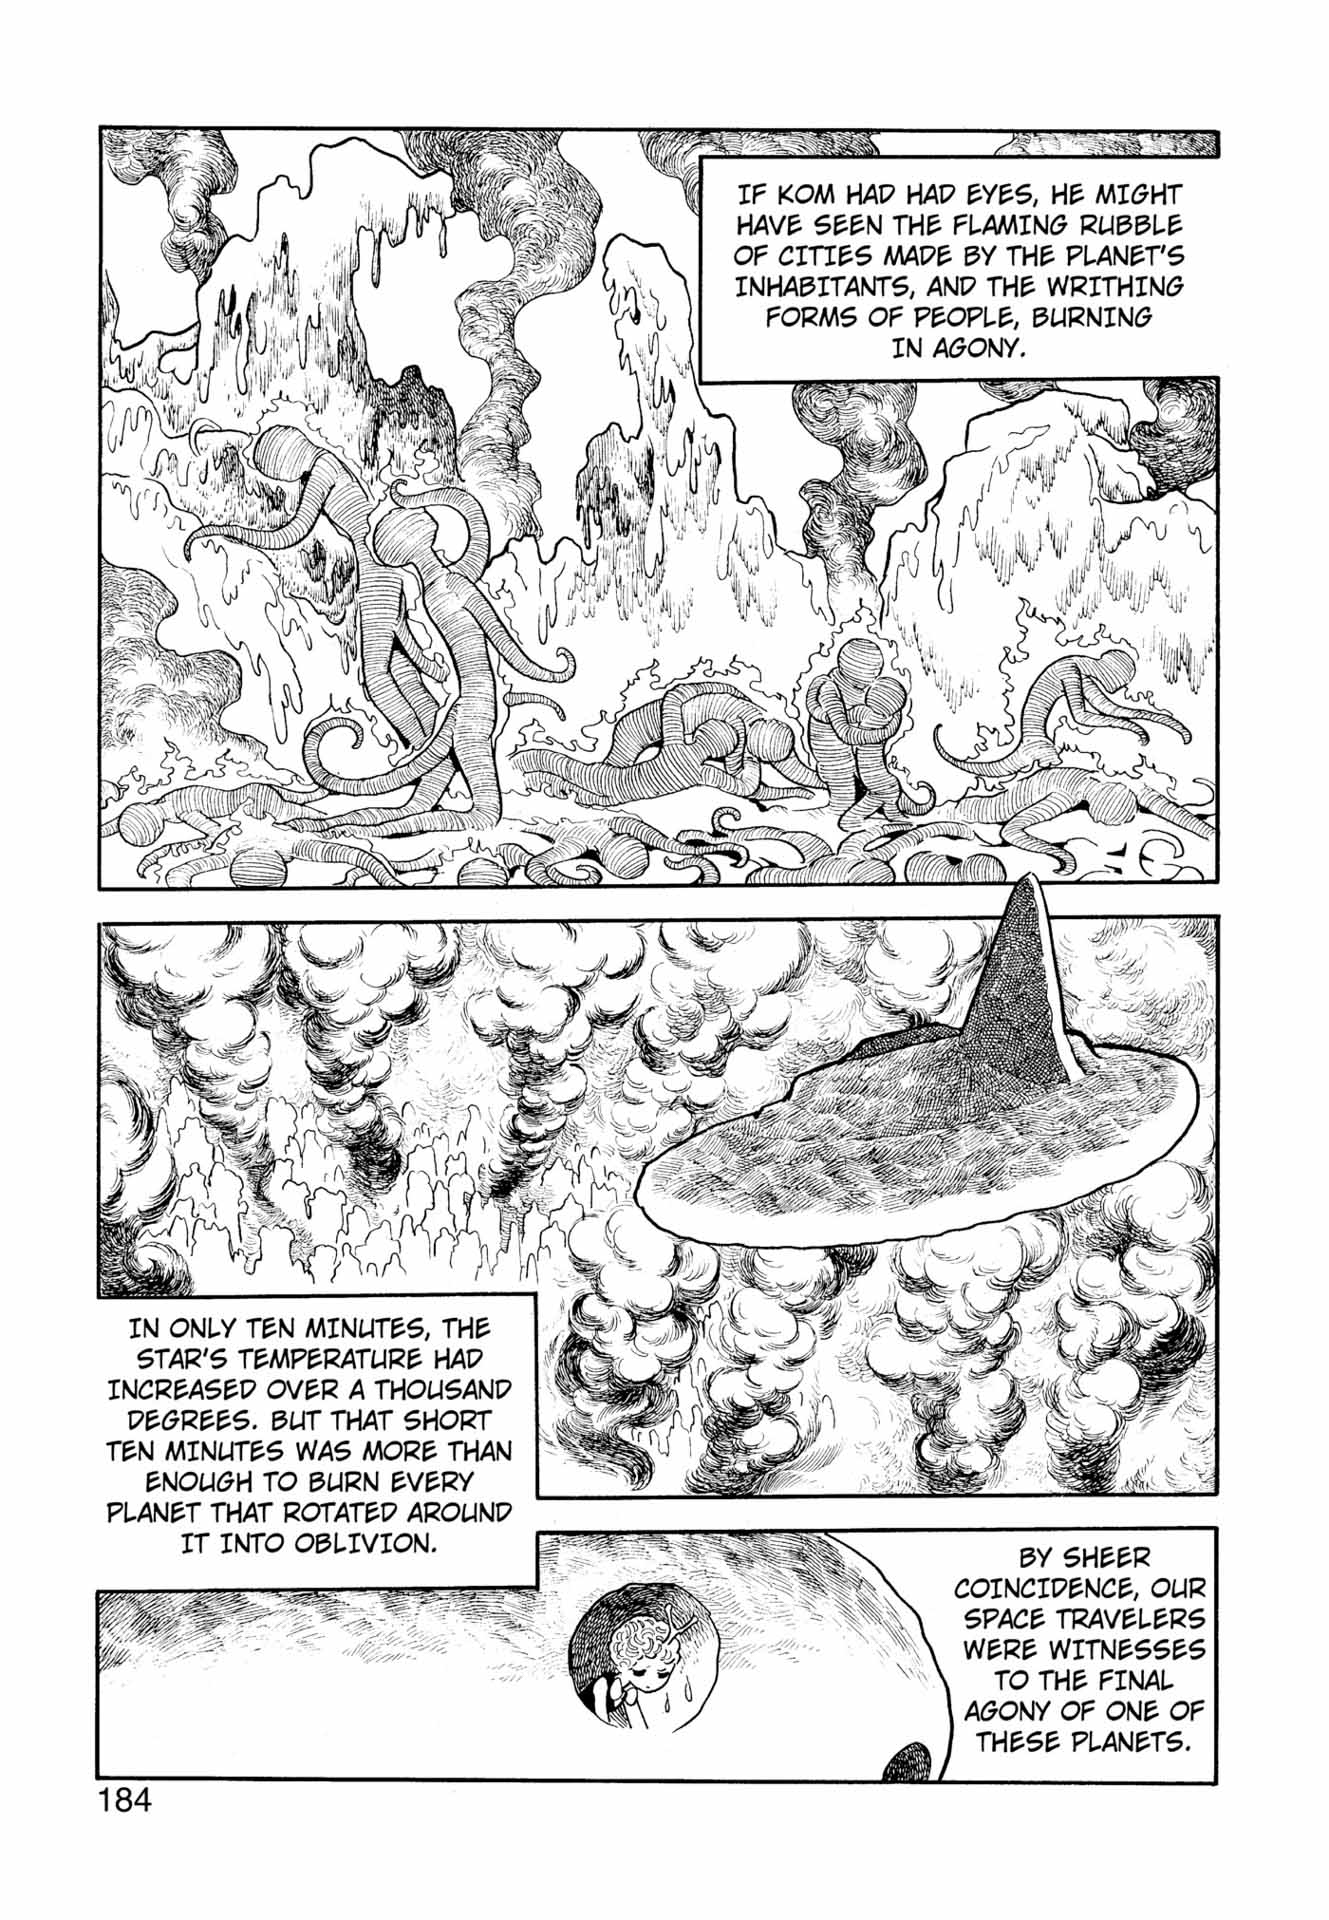 IF KOM HAD HAD EYES, HE MIGHT
HAVE SEEN THE FLAMING RUBBLE
OF CITIES MADE BY THE PLANET'S
INHABITANTS, AND THE WRITHING
FORMS OF PEOPLE, BURNING
IN AGONY.
IN ONLY TEN MINUTES, THE
STAR'S TEMPERATURE HAD
INCREASED OVER A THOUSAND
DEGREES. BUT THAT SHORT
TEN MINUTES WAS MORE THAN
ENOUGH TO BURN EVERY
PLANET THAT ROTATED AROUND
IT INTO OBLIVION.
BY SHEER
COINCIDENCE, OUR
SPACE TRAVELERS
WERE WITNESSES
TO THE FINAL
AGONY OF ONE OF
THESE PLANETS.
184